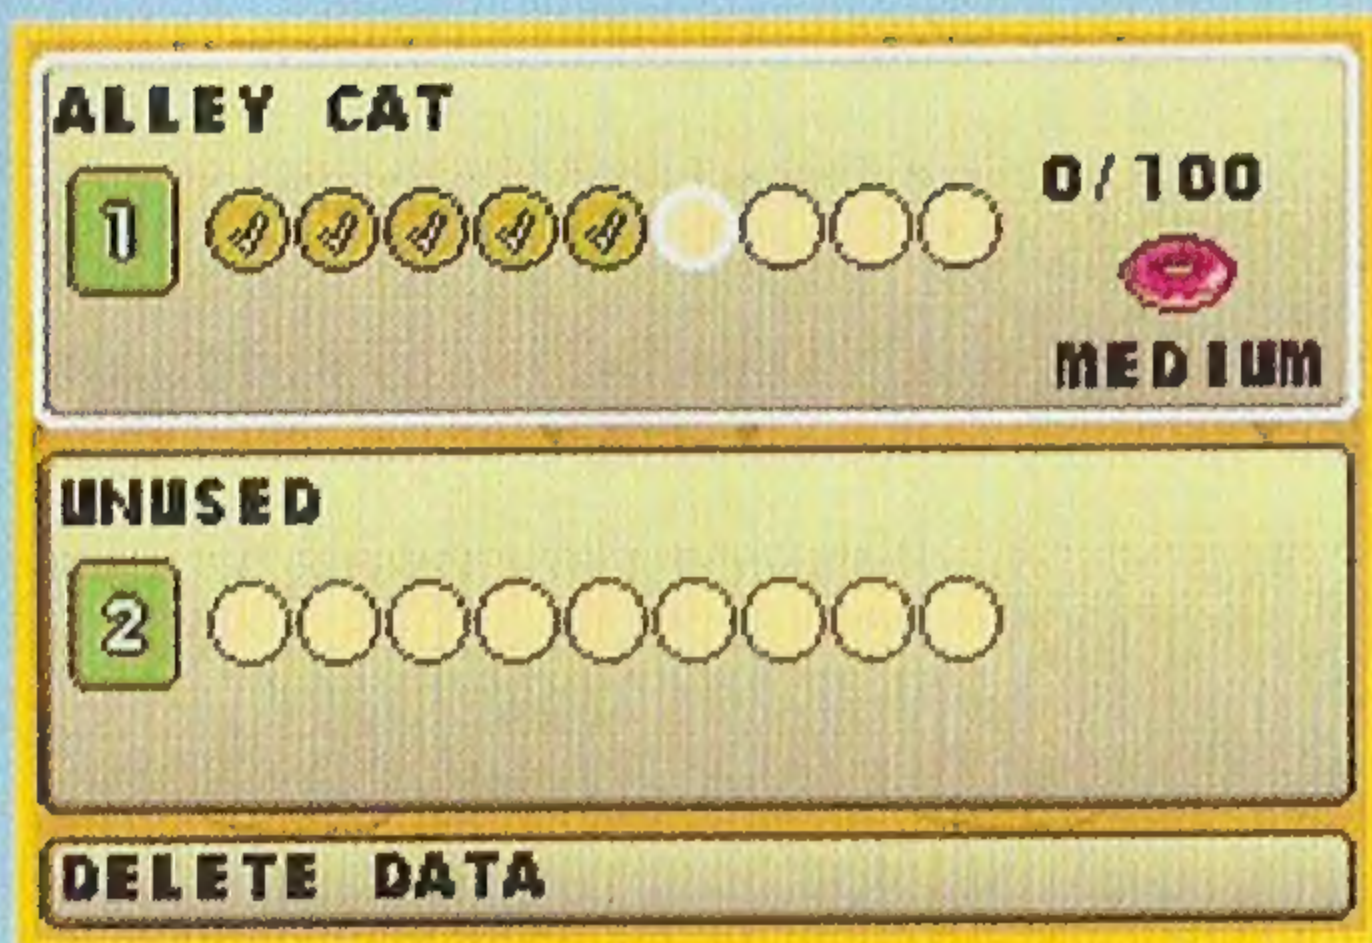 ALLEY CAT
1
0/100
MEDIUM
UNUSED
2
DELETE DATA